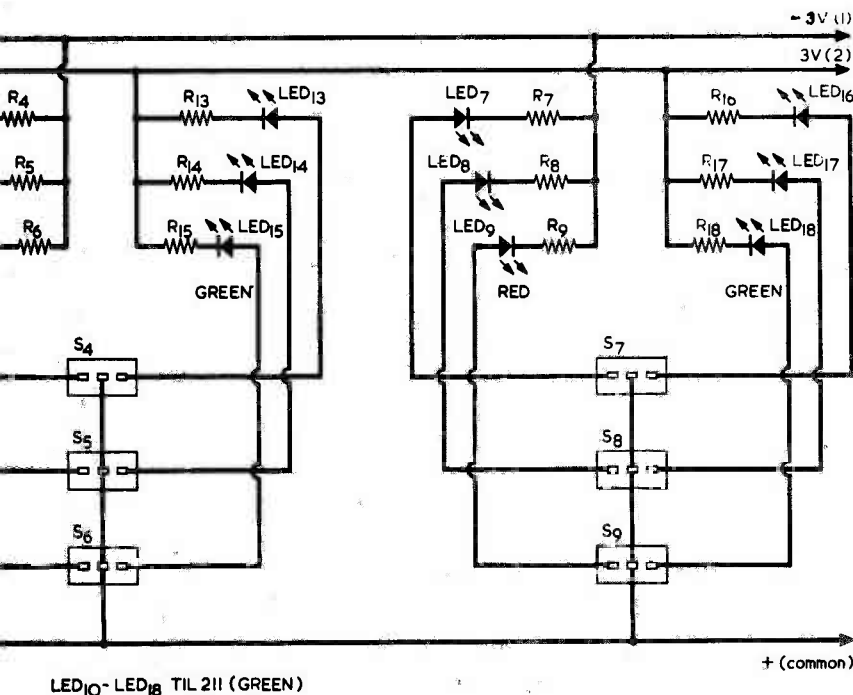 - 3V (1)
3V (2)
R4
R13
LED13
LED7
R7
R16
LED16
R5
R14
LED14
LED8
R8
R17
LED17
R6
R15
LED15
LED9
R9
R18
LED18
GREEN
RED
GREEN
S4
S7
S5
S8
S6
S9
+ (common)
LED10 - LED18 TIL 211 (GREEN)